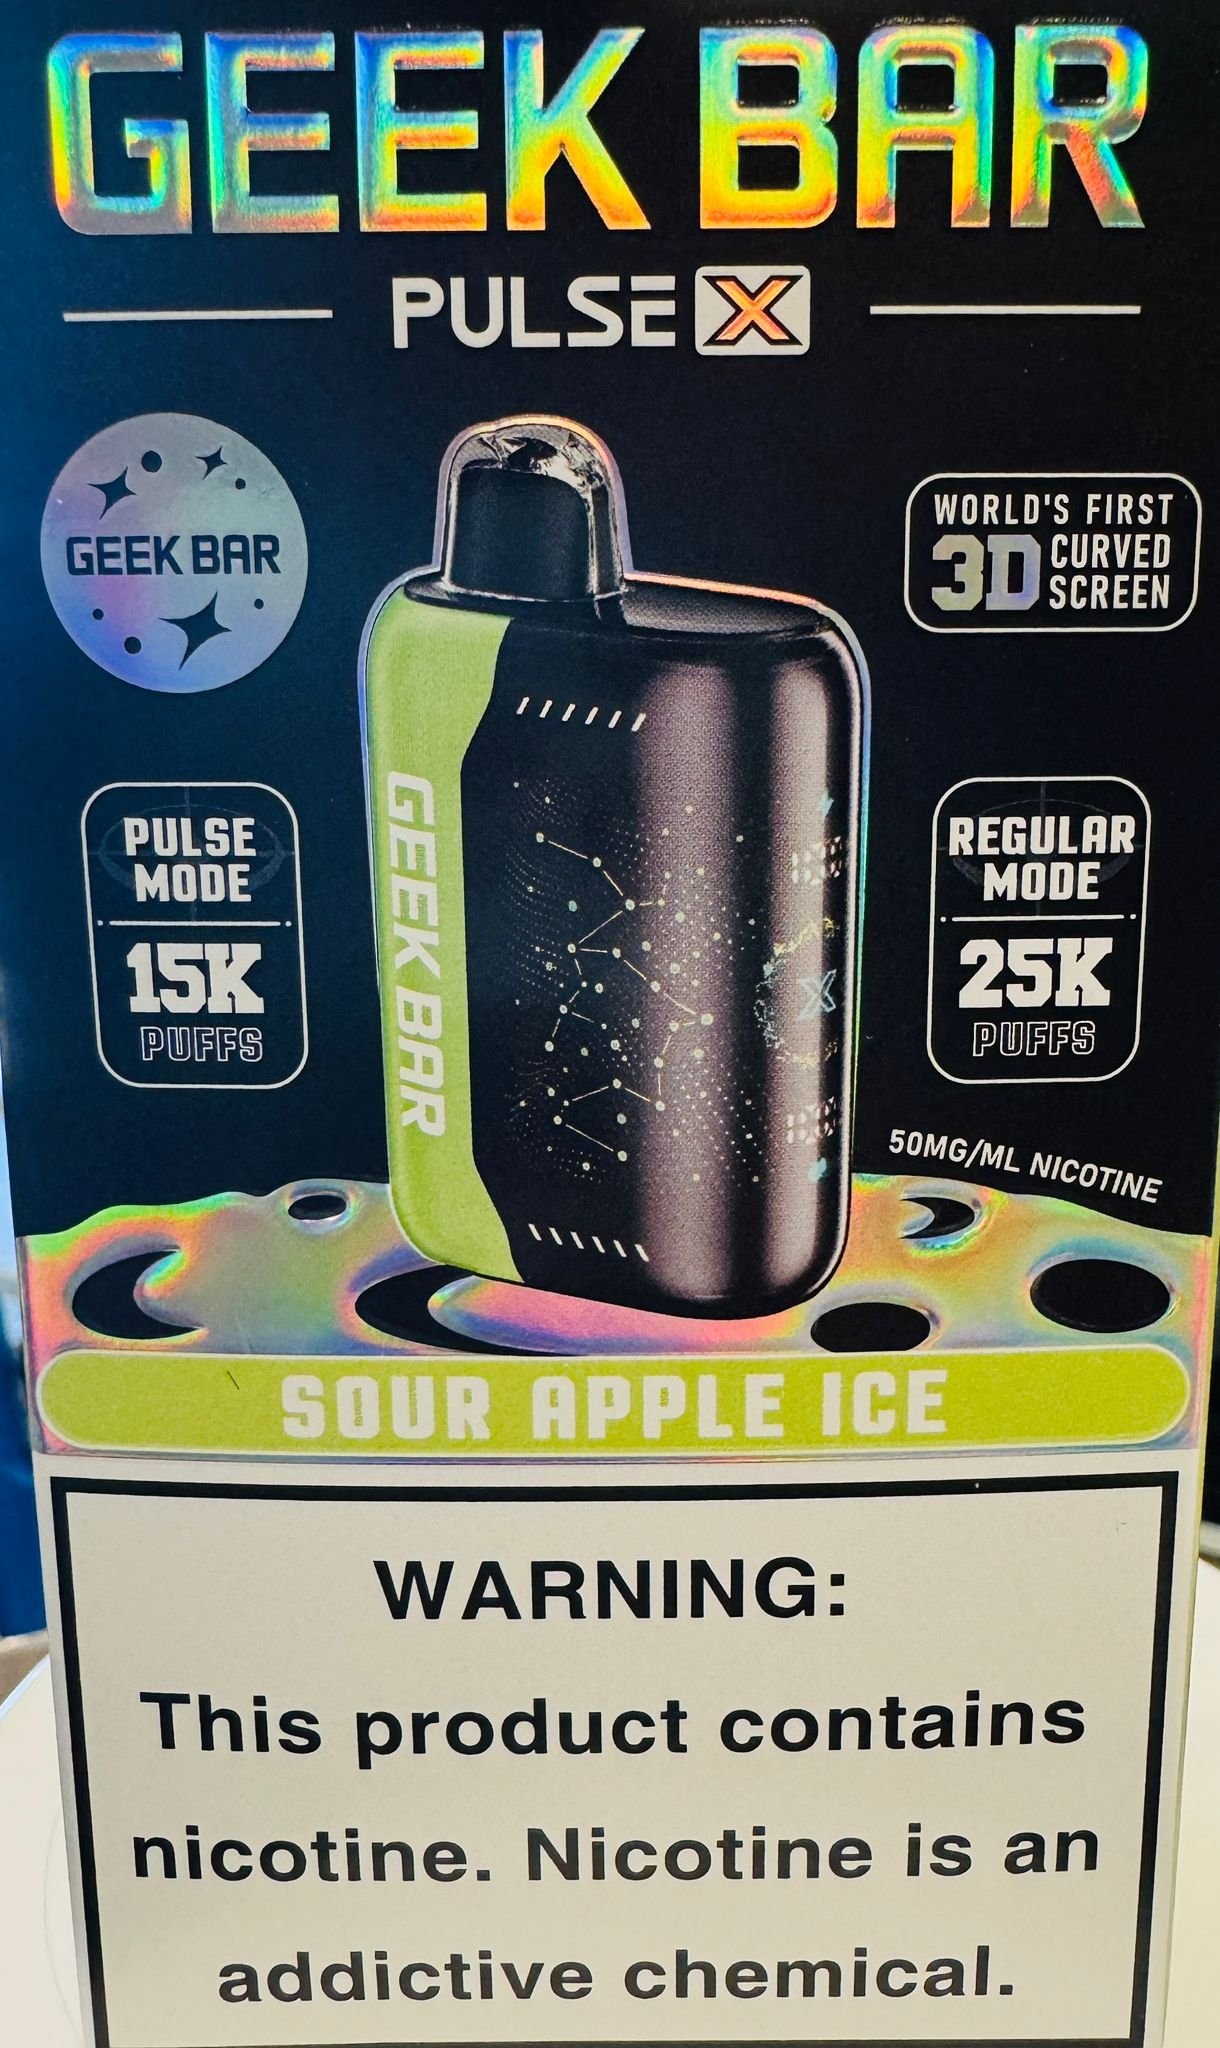 GEEK BAR
PULSE X
GEEK BAR
WORLD'S FIRST
3D CURVED
SCREEN
PULSE
MODE
15K
PUFFS
REGULAR
MODE
25K
PUFFS
GEEK BAR
X
50MG/ML NICOTINE
SOUR APPLE ICE
WARNING:
This product contains
nicotine. Nicotine is an
addictive chemical.